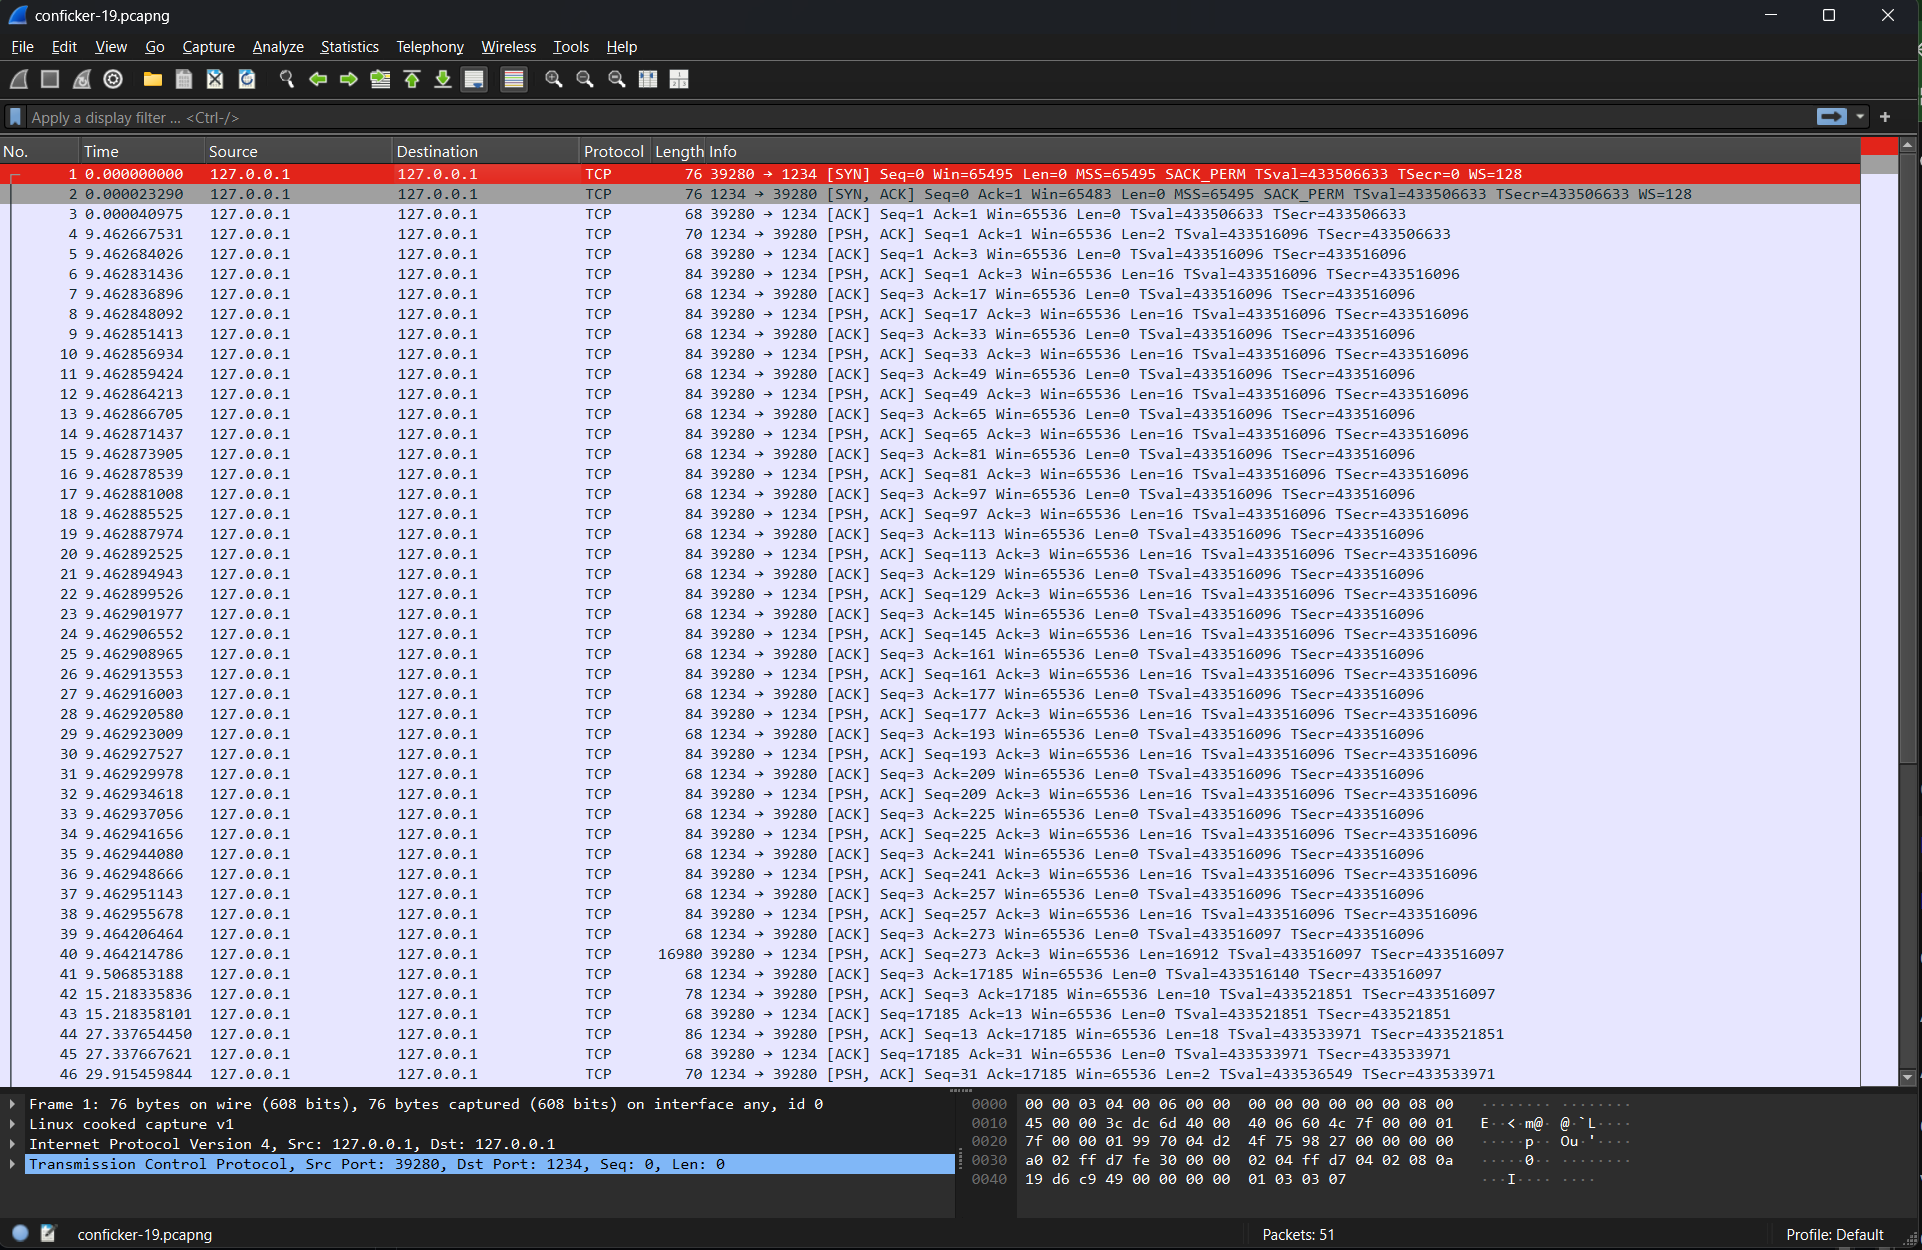 conficker-19.pcapng
File Edit View Go Capture Analyze Statistics Telephony Wireless Tools Help
Apply a display filter ... <Ctrl-/>
No. Time Source Destination Protocol Length Info
1 0.000000000 127.0.0.1 127.0.0.1 TCP 76 39280 → 1234 [SYN] Seq=0 Win=65495 Len=0 MSS=65495 SACK_PERM TSval=433506633 TSecr=0 WS=128
2 0.000023290 127.0.0.1 127.0.0.1 TCP 76 1234 → 39280 [SYN, ACK] Seq=0 Ack=1 Win=65483 Len=0 MSS=65495 SACK_PERM TSval=433506633 TSecr=433506633 WS=128
3 0.000040975 127.0.0.1 127.0.0.1 TCP 68 39280 → 1234 [ACK] Seq=1 Ack=1 Win=65536 Len=0 TSval=433506633 TSecr=433506633
4 9.462667531 127.0.0.1 127.0.0.1 TCP 70 1234 → 39280 [PSH, ACK] Seq=1 Ack=1 Win=65536 Len=2 TSval=433516096 TSecr=433506633
5 9.462684026 127.0.0.1 127.0.0.1 TCP 68 39280 → 1234 [ACK] Seq=1 Ack=3 Win=65536 Len=0 TSval=433516096 TSecr=433516096
6 9.462831436 127.0.0.1 127.0.0.1 TCP 84 39280 → 1234 [PSH, ACK] Seq=1 Ack=3 Win=65536 Len=16 TSval=433516096 TSecr=433516096
7 9.462836896 127.0.0.1 127.0.0.1 TCP 68 1234 → 39280 [ACK] Seq=3 Ack=17 Win=65536 Len=0 TSval=433516096 TSecr=433516096
8 9.462848092 127.0.0.1 127.0.0.1 TCP 84 39280 → 1234 [PSH, ACK] Seq=17 Ack=3 Win=65536 Len=16 TSval=433516096 TSecr=433516096
9 9.462851413 127.0.0.1 127.0.0.1 TCP 68 1234 → 39280 [ACK] Seq=3 Ack=33 Win=65536 Len=0 TSval=433516096 TSecr=433516096
10 9.462856934 127.0.0.1 127.0.0.1 TCP 84 39280 → 1234 [PSH, ACK] Seq=33 Ack=3 Win=65536 Len=16 TSval=433516096 TSecr=433516096
11 9.462859424 127.0.0.1 127.0.0.1 TCP 68 1234 → 39280 [ACK] Seq=3 Ack=49 Win=65536 Len=0 TSval=433516096 TSecr=433516096
12 9.462864213 127.0.0.1 127.0.0.1 TCP 84 39280 → 1234 [PSH, ACK] Seq=49 Ack=3 Win=65536 Len=16 TSval=433516096 TSecr=433516096
13 9.462866705 127.0.0.1 127.0.0.1 TCP 68 1234 → 39280 [ACK] Seq=3 Ack=65 Win=65536 Len=0 TSval=433516096 TSecr=433516096
14 9.462871437 127.0.0.1 127.0.0.1 TCP 84 39280 → 1234 [PSH, ACK] Seq=65 Ack=3 Win=65536 Len=16 TSval=433516096 TSecr=433516096
15 9.462873905 127.0.0.1 127.0.0.1 TCP 68 1234 → 39280 [ACK] Seq=3 Ack=81 Win=65536 Len=0 TSval=433516096 TSecr=433516096
16 9.462878539 127.0.0.1 127.0.0.1 TCP 84 39280 → 1234 [PSH, ACK] Seq=81 Ack=3 Win=65536 Len=16 TSval=433516096 TSecr=433516096
17 9.462881008 127.0.0.1 127.0.0.1 TCP 68 1234 → 39280 [ACK] Seq=3 Ack=97 Win=65536 Len=0 TSval=433516096 TSecr=433516096
18 9.462885525 127.0.0.1 127.0.0.1 TCP 84 39280 → 1234 [PSH, ACK] Seq=97 Ack=3 Win=65536 Len=16 TSval=433516096 TSecr=433516096
19 9.462887974 127.0.0.1 127.0.0.1 TCP 68 1234 → 39280 [ACK] Seq=3 Ack=113 Win=65536 Len=0 TSval=433516096 TSecr=433516096
20 9.462892525 127.0.0.1 127.0.0.1 TCP 84 39280 → 1234 [PSH, ACK] Seq=113 Ack=3 Win=65536 Len=16 TSval=433516096 TSecr=433516096
21 9.462894943 127.0.0.1 127.0.0.1 TCP 68 1234 → 39280 [ACK] Seq=3 Ack=129 Win=65536 Len=0 TSval=433516096 TSecr=433516096
22 9.462899526 127.0.0.1 127.0.0.1 TCP 84 39280 → 1234 [PSH, ACK] Seq=129 Ack=3 Win=65536 Len=16 TSval=433516096 TSecr=433516096
23 9.462901977 127.0.0.1 127.0.0.1 TCP 68 1234 → 39280 [ACK] Seq=3 Ack=145 Win=65536 Len=0 TSval=433516096 TSecr=433516096
24 9.462906552 127.0.0.1 127.0.0.1 TCP 84 39280 → 1234 [PSH, ACK] Seq=145 Ack=3 Win=65536 Len=16 TSval=433516096 TSecr=433516096
25 9.462908965 127.0.0.1 127.0.0.1 TCP 68 1234 → 39280 [ACK] Seq=3 Ack=161 Win=65536 Len=0 TSval=433516096 TSecr=433516096
26 9.462913553 127.0.0.1 127.0.0.1 TCP 84 39280 → 1234 [PSH, ACK] Seq=161 Ack=3 Win=65536 Len=16 TSval=433516096 TSecr=433516096
27 9.462916003 127.0.0.1 127.0.0.1 TCP 68 1234 → 39280 [ACK] Seq=3 Ack=177 Win=65536 Len=0 TSval=433516096 TSecr=433516096
28 9.462920580 127.0.0.1 127.0.0.1 TCP 84 39280 → 1234 [PSH, ACK] Seq=177 Ack=3 Win=65536 Len=16 TSval=433516096 TSecr=433516096
29 9.462923009 127.0.0.1 127.0.0.1 TCP 68 1234 → 39280 [ACK] Seq=3 Ack=193 Win=65536 Len=0 TSval=433516096 TSecr=433516096
30 9.462927527 127.0.0.1 127.0.0.1 TCP 84 39280 → 1234 [PSH, ACK] Seq=193 Ack=3 Win=65536 Len=16 TSval=433516096 TSecr=433516096
31 9.462929978 127.0.0.1 127.0.0.1 TCP 68 1234 → 39280 [ACK] Seq=3 Ack=209 Win=65536 Len=0 TSval=433516096 TSecr=433516096
32 9.462934618 127.0.0.1 127.0.0.1 TCP 84 39280 → 1234 [PSH, ACK] Seq=209 Ack=3 Win=65536 Len=16 TSval=433516096 TSecr=433516096
33 9.462937056 127.0.0.1 127.0.0.1 TCP 68 1234 → 39280 [ACK] Seq=3 Ack=225 Win=65536 Len=0 TSval=433516096 TSecr=433516096
34 9.462941656 127.0.0.1 127.0.0.1 TCP 84 39280 → 1234 [PSH, ACK] Seq=225 Ack=3 Win=65536 Len=16 TSval=433516096 TSecr=433516096
35 9.462944080 127.0.0.1 127.0.0.1 TCP 68 1234 → 39280 [ACK] Seq=3 Ack=241 Win=65536 Len=0 TSval=433516096 TSecr=433516096
36 9.462948666 127.0.0.1 127.0.0.1 TCP 84 39280 → 1234 [PSH, ACK] Seq=241 Ack=3 Win=65536 Len=16 TSval=433516096 TSecr=433516096
37 9.462951143 127.0.0.1 127.0.0.1 TCP 68 1234 → 39280 [ACK] Seq=3 Ack=257 Win=65536 Len=0 TSval=433516096 TSecr=433516096
38 9.462955678 127.0.0.1 127.0.0.1 TCP 84 39280 → 1234 [PSH, ACK] Seq=257 Ack=3 Win=65536 Len=16 TSval=433516096 TSecr=433516096
39 9.464206464 127.0.0.1 127.0.0.1 TCP 68 1234 → 39280 [ACK] Seq=3 Ack=273 Win=65536 Len=0 TSval=433516097 TSecr=433516096
40 9.464214786 127.0.0.1 127.0.0.1 TCP 16980 39280 → 1234 [PSH, ACK] Seq=273 Ack=3 Win=65536 Len=16912 TSval=433516097 TSecr=433516097
41 9.506853188 127.0.0.1 127.0.0.1 TCP 68 1234 → 39280 [ACK] Seq=3 Ack=17185 Win=65536 Len=0 TSval=433516140 TSecr=433516097
42 15.218335836 127.0.0.1 127.0.0.1 TCP 78 1234 → 39280 [PSH, ACK] Seq=3 Ack=17185 Win=65536 Len=10 TSval=433521851 TSecr=433516097
43 15.218358101 127.0.0.1 127.0.0.1 TCP 68 39280 → 1234 [ACK] Seq=17185 Ack=13 Win=65536 Len=0 TSval=433521851 TSecr=433521851
44 27.337654450 127.0.0.1 127.0.0.1 TCP 86 1234 → 39280 [PSH, ACK] Seq=13 Ack=17185 Win=65536 Len=18 TSval=433533971 TSecr=433521851
45 27.337667621 127.0.0.1 127.0.0.1 TCP 68 39280 → 1234 [ACK] Seq=17185 Ack=31 Win=65536 Len=0 TSval=433533971 TSecr=433533971
46 29.915459844 127.0.0.1 127.0.0.1 TCP 70 1234 → 39280 [PSH, ACK] Seq=31 Ack=17185 Win=65536 Len=2 TSval=433536549 TSecr=433533971
Frame 1: 76 bytes on wire (608 bits), 76 bytes captured (608 bits) on interface any, id 0
Linux cooked capture v1
Internet Protocol Version 4, Src: 127.0.0.1, Dst: 127.0.0.1
Transmission Control Protocol, Src Port: 39280, Dst Port: 1234, Seq: 0, Len: 0
0000 00 00 03 04 00 06 00 00 00 00 00 00 00 00 08 00 ········ ········
0010 45 00 00 3c dc 6d 40 00 40 06 60 4c 7f 00 00 01 E··<·m@· @·`L····
0020 7f 00 00 01 99 70 04 d2 4f 75 98 27 00 00 00 00 ·····p·· Ou·'····
0030 a0 02 ff d7 fe 30 00 00 02 04 ff d7 04 02 08 0a ·····0·· ········
0040 19 d6 c9 49 00 00 00 00 01 03 03 07 ···I···· ····
conficker-19.pcapng Packets: 51 Profile: Default